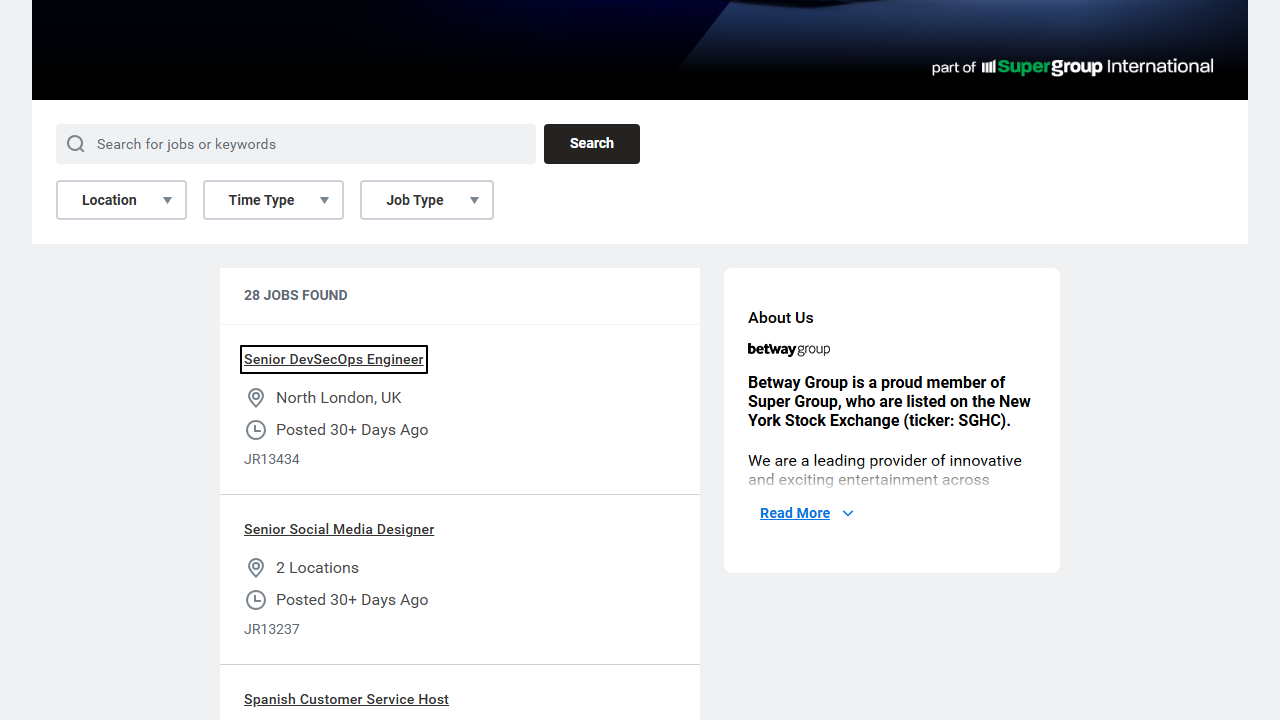 part of Supergroup International
Search for jobs or keywords
Search
Location
Time Type
Job Type
28 JOBS FOUND
Senior DevSecOps Engineer
North London, UK
Posted 30+ Days Ago
JR13434
Senior Social Media Designer
2 Locations
Posted 30+ Days Ago
JR13237
Spanish Customer Service Host
About Us
betway group
Betway Group is a proud member of
Super Group, who are listed on the New
York Stock Exchange (ticker: SGHC).
We are a leading provider of innovative
and exciting entertainment across
Read More